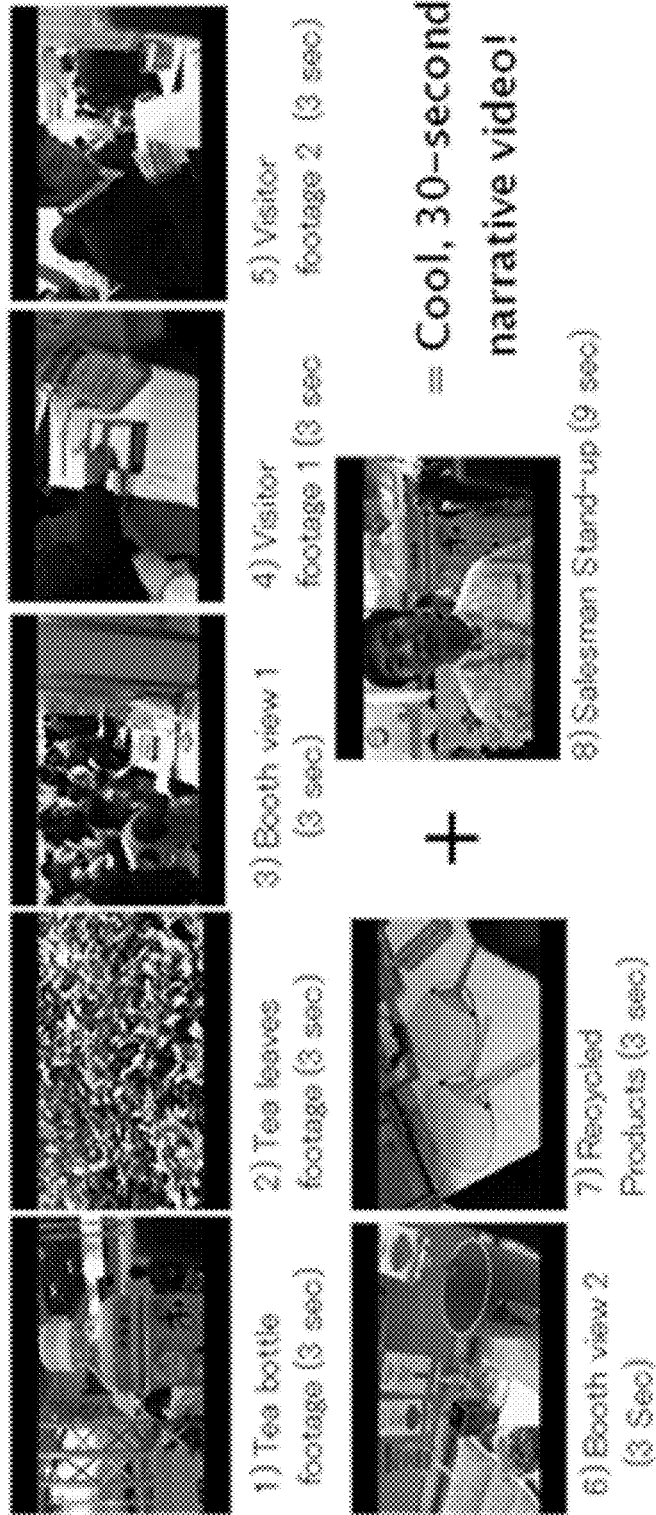 1) Tea bottle
footage (3 sec)
2) Tea leaves
footage (3 sec)
3) Booth view 1
(3 sec)
4) Visitor
footage 1 (3 sec
5) Visitor
footage 2 (3 sec)
6) Booth view 2
(3 Sec)
7) Recycled
Products (3 sec)
+
8) Salesman Stand-up (9 sec)
= Cool, 30-second
narrative video!